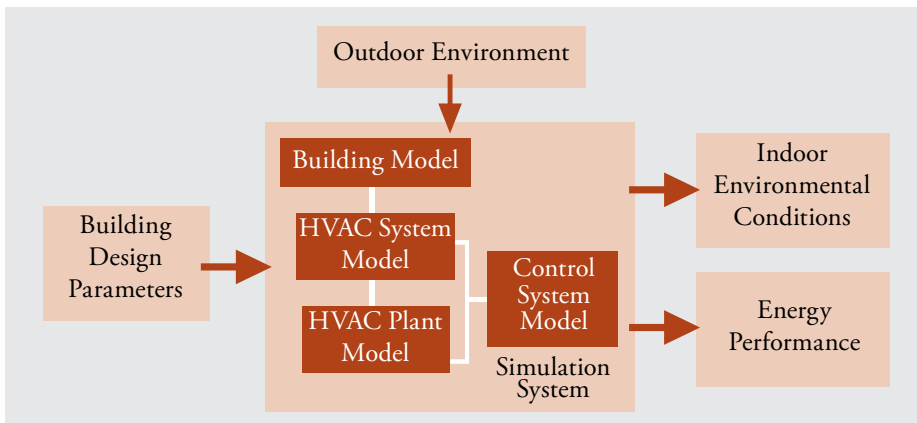 Outdoor Environment
Building Model
HVAC System
Model
HVAC Plant
Model
Control
System
Model
Simulation
System
Building
Design
Parameters
Indoor
Environmental
Conditions
Energy
Performance